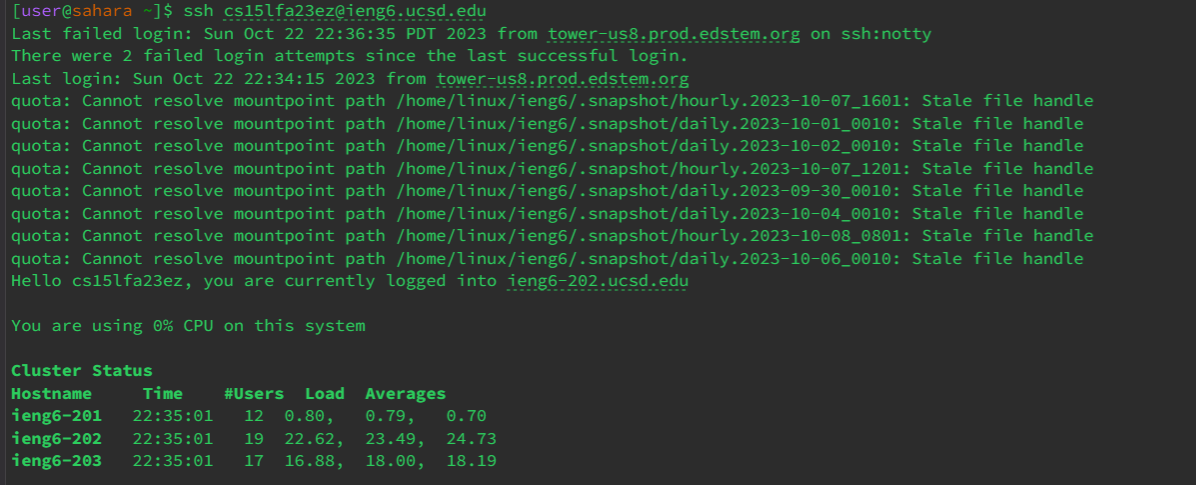 [user@sahara ~]$ ssh cs15lfa23ez@ieng6.ucsd.edu
Last failed login: Sun Oct 22 22:36:35 PDT 2023 from tower-us8.prod.edstem.org on ssh:notty
There were 2 failed login attempts since the last successful login.
Last login: Sun Oct 22 22:34:15 2023 from tower-us8.prod.edstem.org
quota: Cannot resolve mountpoint path /home/linux/ieng6/.snapshot/hourly.2023-10-07_1601: Stale file handle
quota: Cannot resolve mountpoint path /home/linux/ieng6/.snapshot/daily.2023-10-01_0010: Stale file handle
quota: Cannot resolve mountpoint path /home/linux/ieng6/.snapshot/daily.2023-10-02_0010: Stale file handle
quota: Cannot resolve mountpoint path /home/linux/ieng6/.snapshot/hourly.2023-10-07_1201: Stale file handle
quota: Cannot resolve mountpoint path /home/linux/ieng6/.snapshot/daily.2023-09-30_0010: Stale file handle
quota: Cannot resolve mountpoint path /home/linux/ieng6/.snapshot/daily.2023-10-04_0010: Stale file handle
quota: Cannot resolve mountpoint path /home/linux/ieng6/.snapshot/hourly.2023-10-08_0801: Stale file handle
quota: Cannot resolve mountpoint path /home/linux/ieng6/.snapshot/daily.2023-10-06_0010: Stale file handle
Hello cs15lfa23ez, you are currently logged into ieng6-202.ucsd.edu
You are using 0% CPU on this system
Cluster Status
Hostname     Time    #Users  Load  Averages
ieng6-201   22:35:01   12  0.80,   0.79,   0.70
ieng6-202   22:35:01   19  22.62,  23.49,  24.73
ieng6-203   22:35:01   17  16.88,  18.00,  18.19